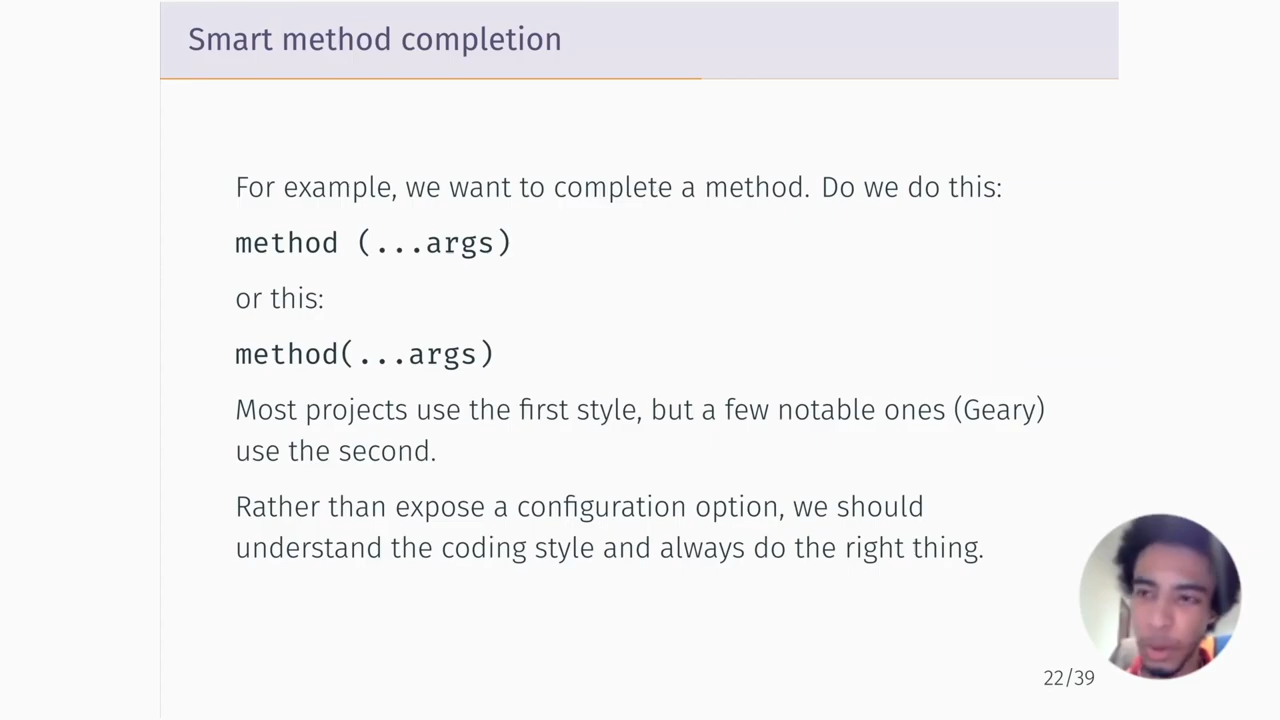 Smart method completion
For example, we want to complete a method. Do we do this:
method (...args)
or this:
method(...args)
Most projects use the first style, but a few notable ones (Geary)
use the second.
Rather than expose a configuration option, we should
understand the coding style and always do the right thing.
22/39